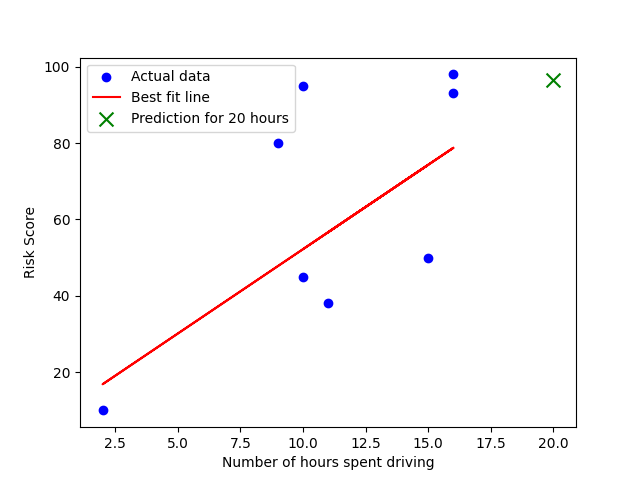 Actual data
Best fit line
Prediction for 20 hours
100
80
60
40
20
Risk Score
2.5 5.0 7.5 10.0 12.5 15.0 17.5 20.0
Number of hours spent driving